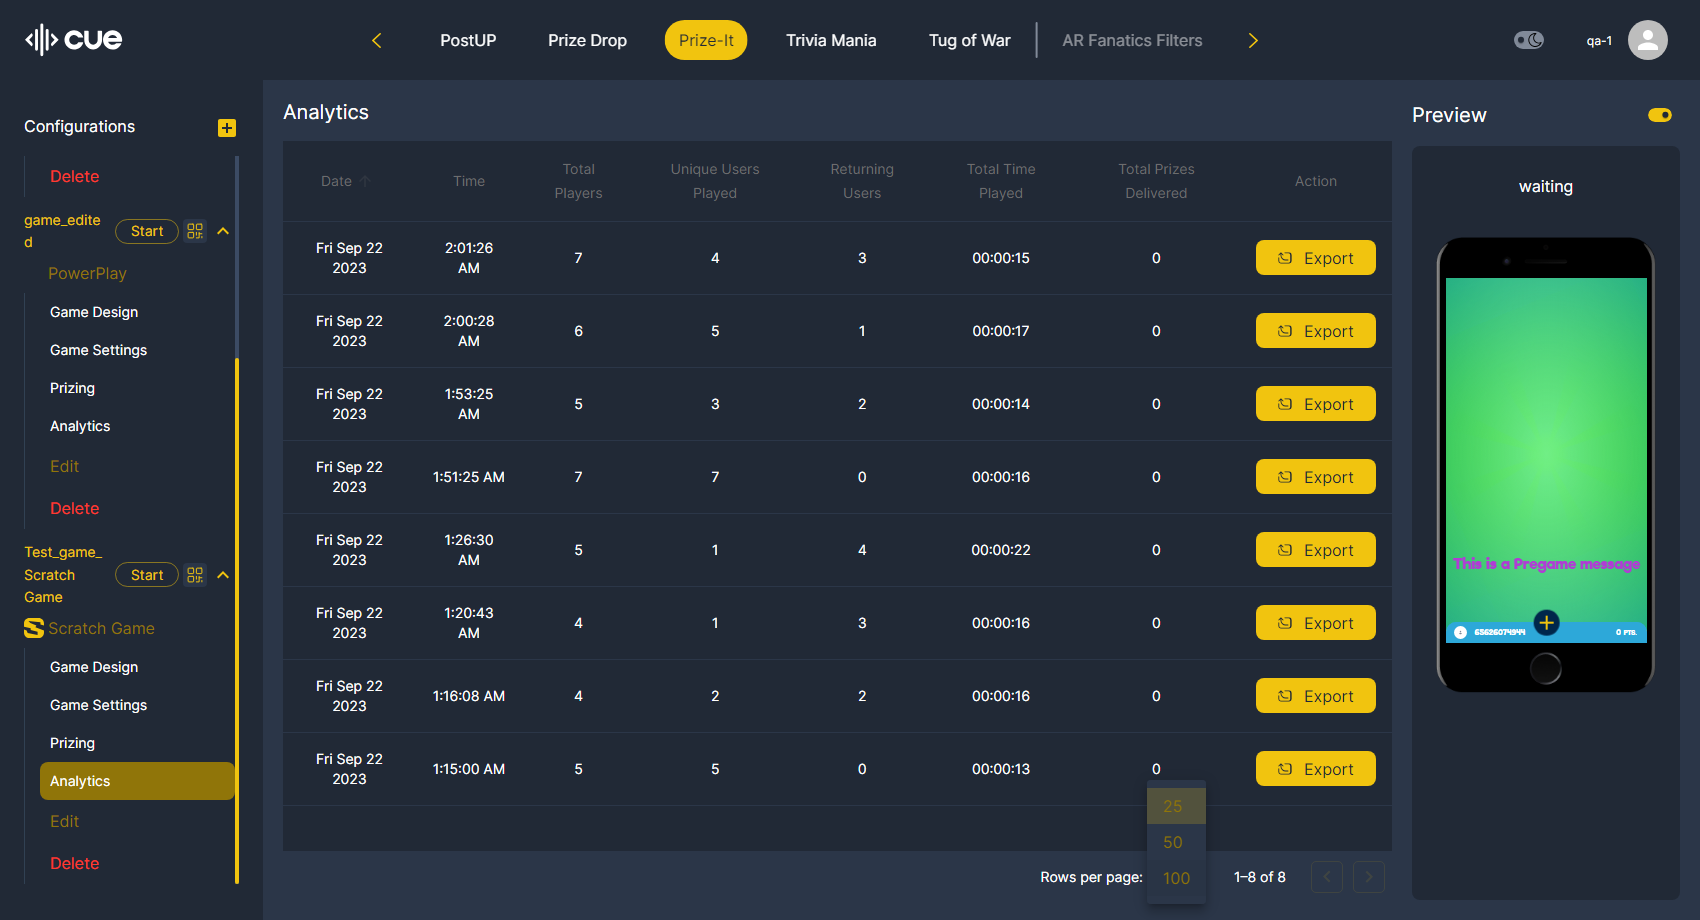 cue
PostUP
Prize Drop
Prize-It
Trivia Mania
Tug of War
AR Fanatics Filters
qa-1
Configurations
Delete
game_edite
d
Start
PowerPlay
Game Design
Game Settings
Prizing
Analytics
Edit
Delete
Test_game_
Scratch
Game
Start
Scratch Game
Game Design
Game Settings
Prizing
Analytics
Edit
Delete
Analytics
Date
Time
Total
Players
Unique Users
Played
Returning
Users
Total Time
Played
Total Prizes
Delivered
Action
Fri Sep 22
2023
2:01:26
AM
7
4
3
00:00:15
0
Export
Fri Sep 22
2023
2:00:28
AM
6
5
1
00:00:17
0
Export
Fri Sep 22
2023
1:53:25
AM
5
3
2
00:00:14
0
Export
Fri Sep 22
2023
1:51:25 AM
7
7
0
00:00:16
0
Export
Fri Sep 22
2023
1:26:30
AM
5
1
4
00:00:22
0
Export
Fri Sep 22
2023
1:20:43
AM
4
1
3
00:00:16
0
Export
Fri Sep 22
2023
1:16:08 AM
4
2
2
00:00:16
0
Export
Fri Sep 22
2023
1:15:00 AM
5
5
0
00:00:13
0
Export
25
50
100
Rows per page:
1–8 of 8
Preview
waiting
This is a Pregame message
0 PTS.